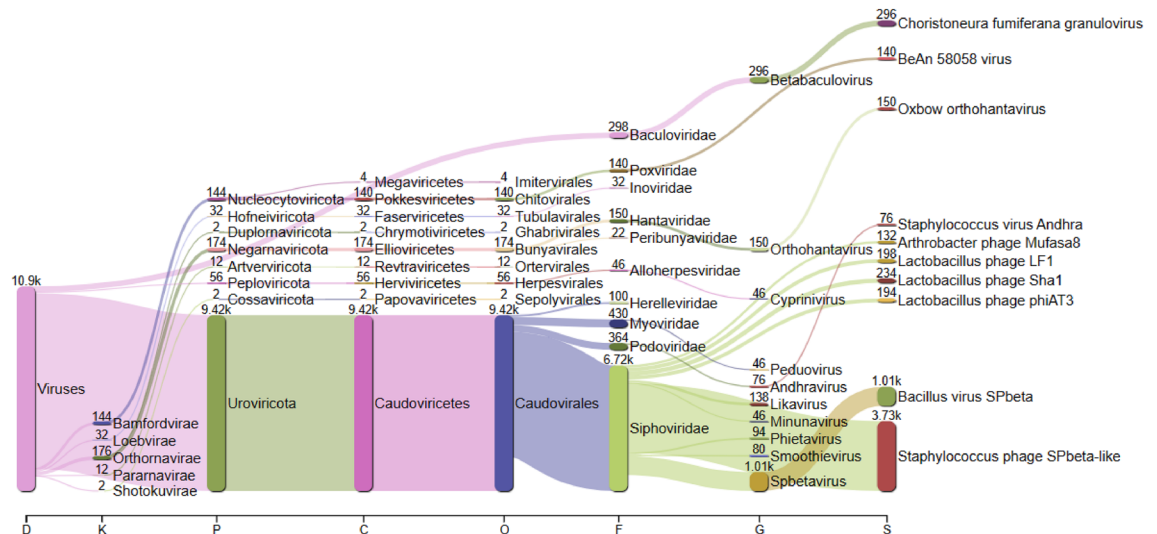 296
Choristoneura fumiferana granulovirus
140
BeAn 58058 virus
296
Betabaculovirus
150
Oxbow orthohantavirus
298
Baculoviridae
140
Poxviridae
4
Megaviricetes
4
Imitervirales
32
Inoviridae
144
Nucleocytoviricota
140
Pokkesviricetes
140
Chitovirales
32
Hofneiviricota
32
Faserviricetes
32
Tubulavirales
150
Hantaviridae
76
Staphylococcus virus Andhra
2
Duplornaviricota
2
Chrymotiviricetes
2
Ghabrivirales
22
Peribunyaviridae
132
Arthrobacter phage Mufasa8
174
Negarnaviricota
174
Ellioviricetes
174
Bunyavirales
150
Orthohantavirus
198
Lactobacillus phage LF1
12
Artverviricota
12
Revtraviricetes
12
Ortervirales
46
Alloherpesviridae
234
Lactobacillus phage Sha1
10.9k
56
Peploviricota
56
Herviviricetes
56
Herpesvirales
2
Cossaviricota
2
Papovaviricetes
2
Sepolyvirales
100
Herelleviridae
46
Cyprinivirus
194
Lactobacillus phage phiAT3
9.42k
9.42k
9.42k
430
Myoviridae
364
Podoviridae
6.72k
46
Peduovirus
Viruses
Uroviricota
Caudoviricetes
Caudovirales
76
Andhravirus
1.01k
Bacillus virus SPbeta
138
Likavirus
144
Bamfordvirae
Siphoviridae
46
Minunavirus
3.73k
32
Loebvirae
94
Phietavirus
176
Orthornavirae
80
Smoothievirus
Staphylococcus phage SPbeta-like
12
Pararnavirae
1.01k
Spbetavirus
2
Shotokuvirae
D K P C O F G S